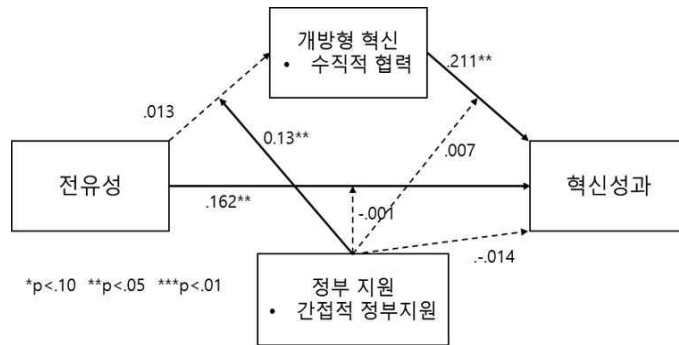 개방형 혁신
• 수직적 협력
.211**
.013
0.13**
.007
전유성
혁신성과
.162**
-.001
.-.014
*p<.10 **p<.05 ***p<.01
정부 지원
• 간접적 정부지원